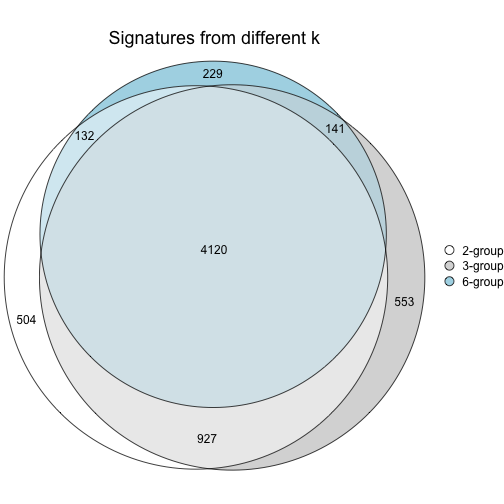 Signatures from different k
229
132
141
4120
2-group
3-group
6-group
504
553
927